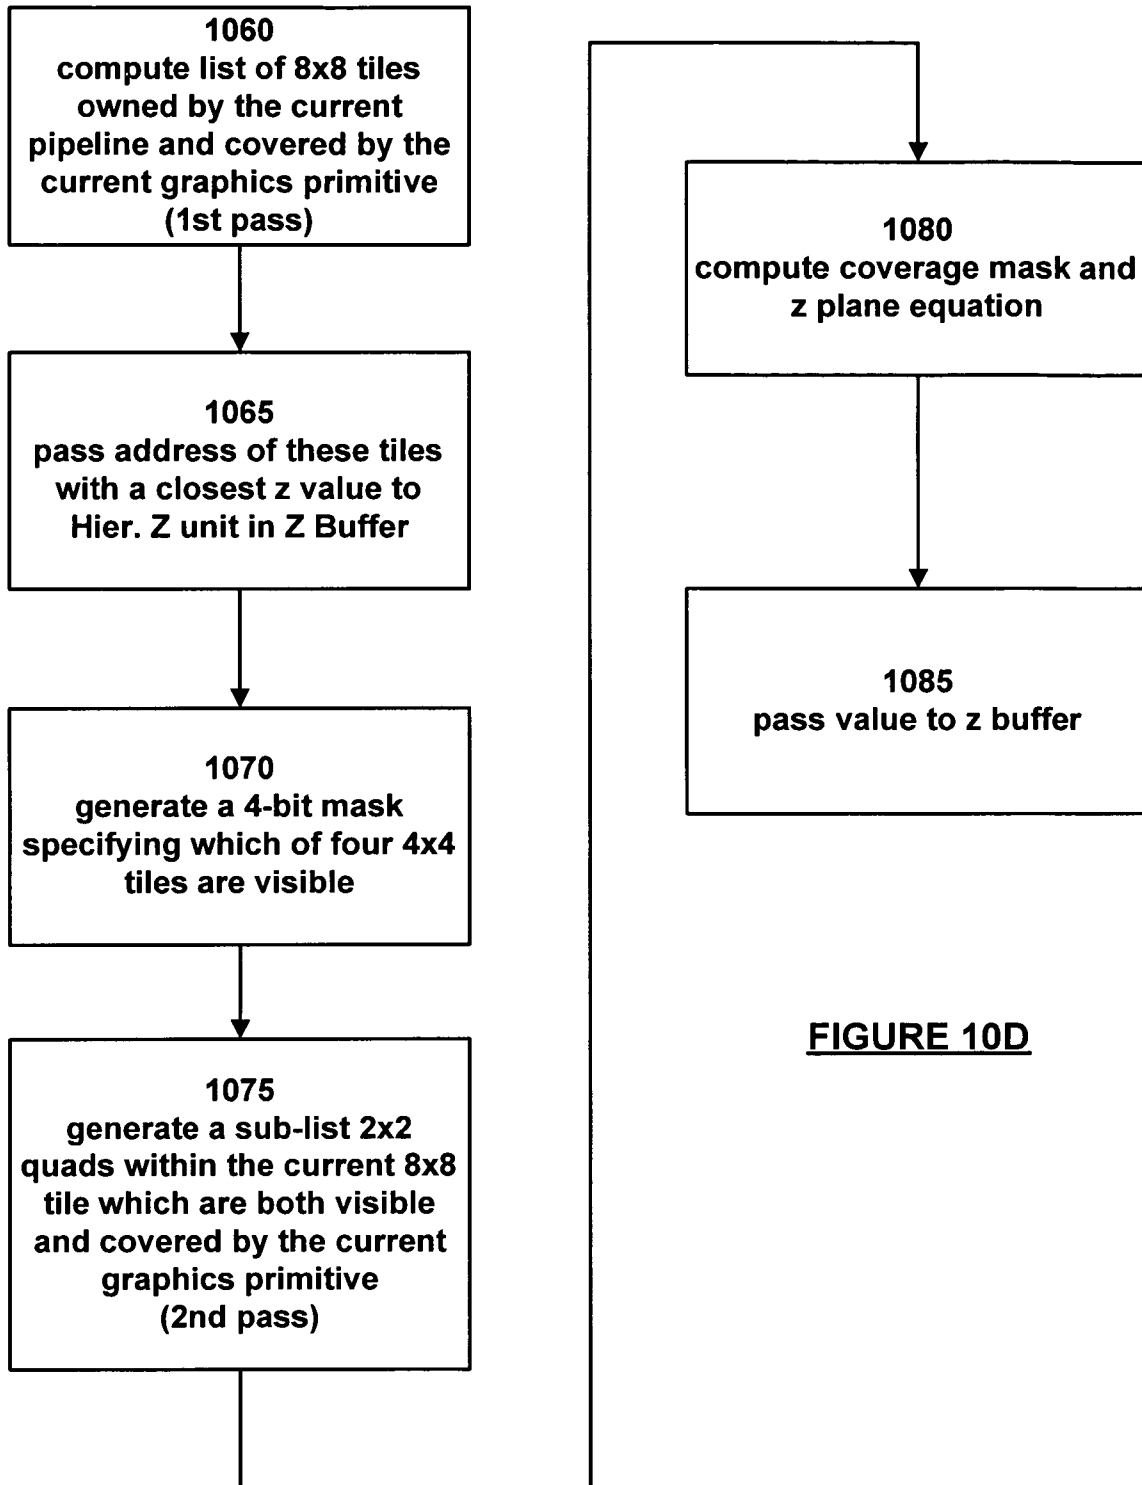 1060
compute list of 8x8 tiles
owned by the current
pipeline and covered by the
current graphics primitive
(1st pass)
1065
pass address of these tiles
with a closest z value to
Hier. Z unit in Z Buffer
1070
generate a 4-bit mask
specifying which of four 4x4
tiles are visible
1075
generate a sub-list 2x2
quads within the current 8x8
tile which are both visible
and covered by the current
graphics primitive
(2nd pass)
1080
compute coverage mask and
z plane equation
1085
pass value to z buffer
FIGURE 10D